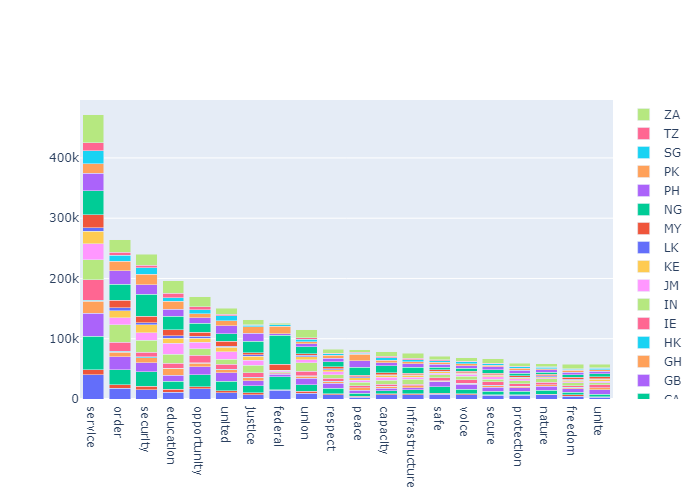 400k
300k
200k
100k
0
service
order
security
education
opportunity
united
justice
federal
union
respect
peace
capacity
infrastructure
safe
voice
secure
protection
nature
freedom
unite
ZA
TZ
SG
PK
PH
NG
MY
LK
KE
JM
IN
IE
HK
GH
GB
CA